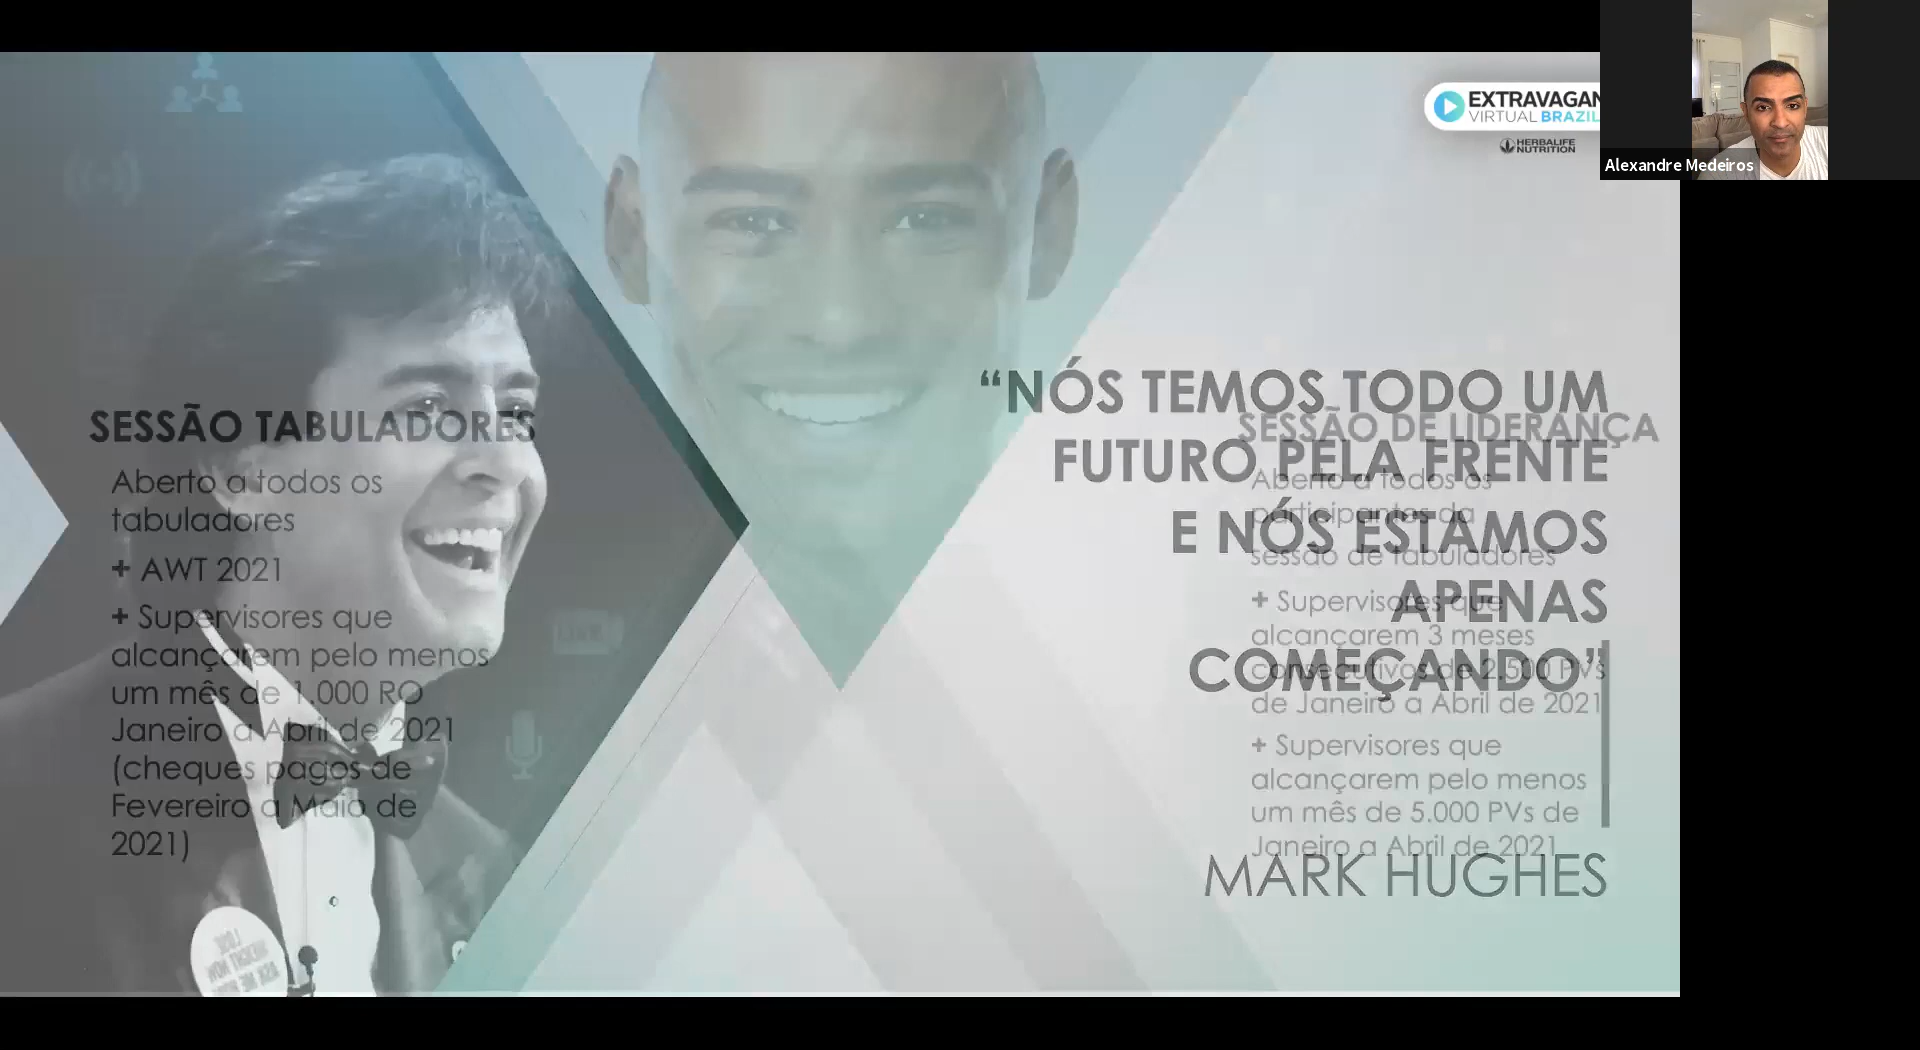 EXTRAVAGAN
VIRTUAL BRAZIL
HERBALIFE
NUTRITION
Alexandre Medeiros
SESSÃO TABULADORES
Aberto a todos os
tabuladores
+ AWT 2021
+ Supervisores que
alcançarem pelo menos
um mês de 1.000 RO
Janeiro a Abril de 2021
(cheques pagos de
Fevereiro a Maio de
2021)
“NÓS TEMOS TODO UM
FUTURO PELA FRENTE
E NÓS ESTAMOS
APENAS
COMEÇANDO”
MARK HUGHES
SESSÃO DE LIDERANÇA
Aberto a todos os
participantes da
sessão de tabuladores
+ Supervisores que
alcançarem 3 meses
consecutivos de 2.500 PVs
de Janeiro a Abril de 2021
+ Supervisores que
alcançarem pelo menos
um mês de 5.000 PVs de
Janeiro a Abril de 2021
LIVE